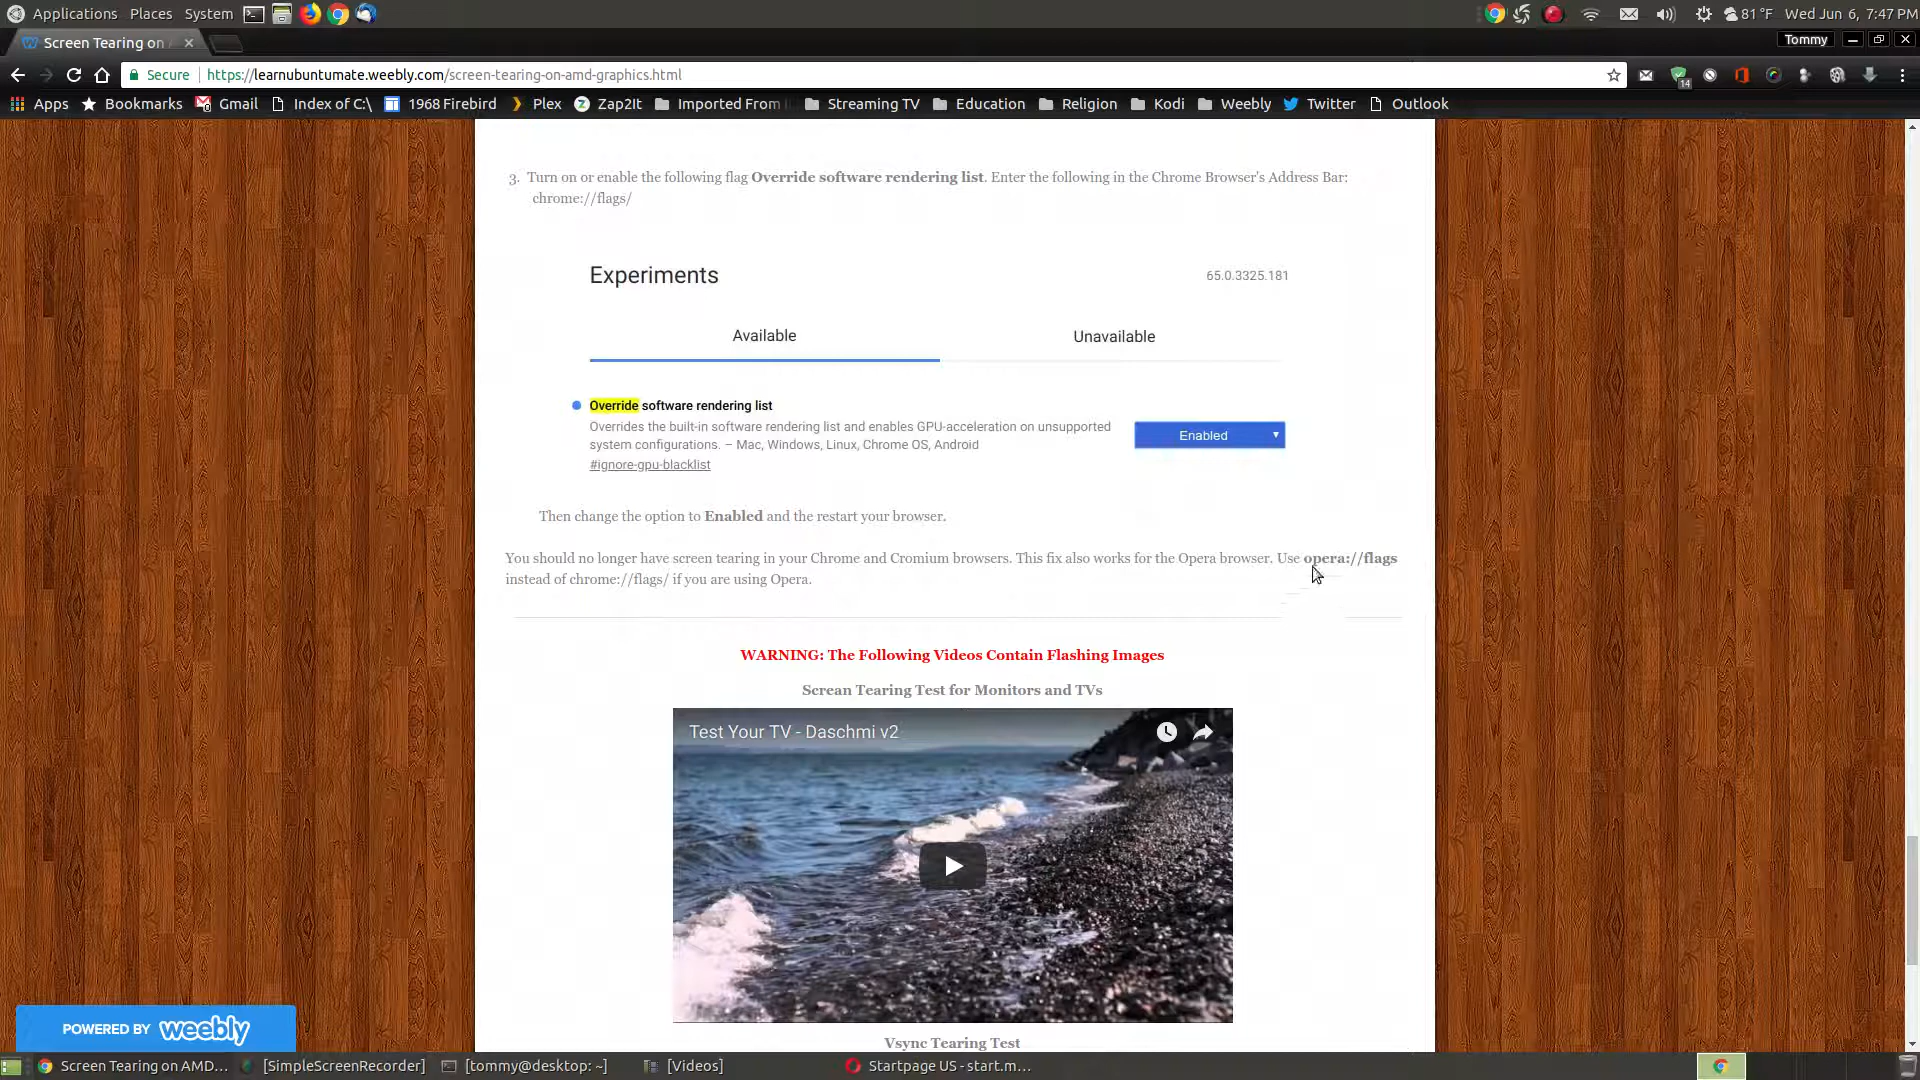 Applications Places System 81 °F Wed Jun 6, 7:47 PM
Screen Tearing on Tommy
Secure https://learnubuntumate.weebly.com/screen-tearing-on-amd-graphics.html 14
Apps Bookmarks Gmail Index of C:\ 1968 Firebird Plex Zap2It Imported From Streaming TV Education Religion Kodi Weebly Twitter Outlook
3. Turn on or enable the following flag Override software rendering list. Enter the following in the Chrome Browser's Address Bar:
chrome://flags/
Experiments 65.0.3325.181
Available Unavailable
Override software rendering list
Overrides the built-in software rendering list and enables GPU-acceleration on unsupported
system configurations. – Mac, Windows, Linux, Chrome OS, Android
#ignore-gpu-blacklist
Enabled
Then change the option to Enabled and the restart your browser.
You should no longer have screen tearing in your Chrome and Cromium browsers. This fix also works for the Opera browser. Use opera://flags
instead of chrome://flags/ if you are using Opera.
WARNING: The Following Videos Contain Flashing Images
Screan Tearing Test for Monitors and TVs
Test Your TV - Daschmi v2
Vsync Tearing Test
POWERED BY weebly
Screen Tearing on AMD... [SimpleScreenRecorder] [tommy@desktop: ~] [Videos] Startpage US - start.m...